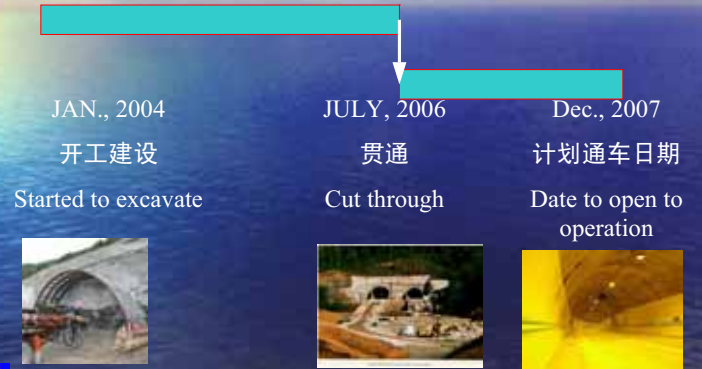 JAN., 2004
JULY, 2006
Dec., 2007
开工建设
贯通
计划通车日期
Started to excavate
Cut through
Date to open to
operation